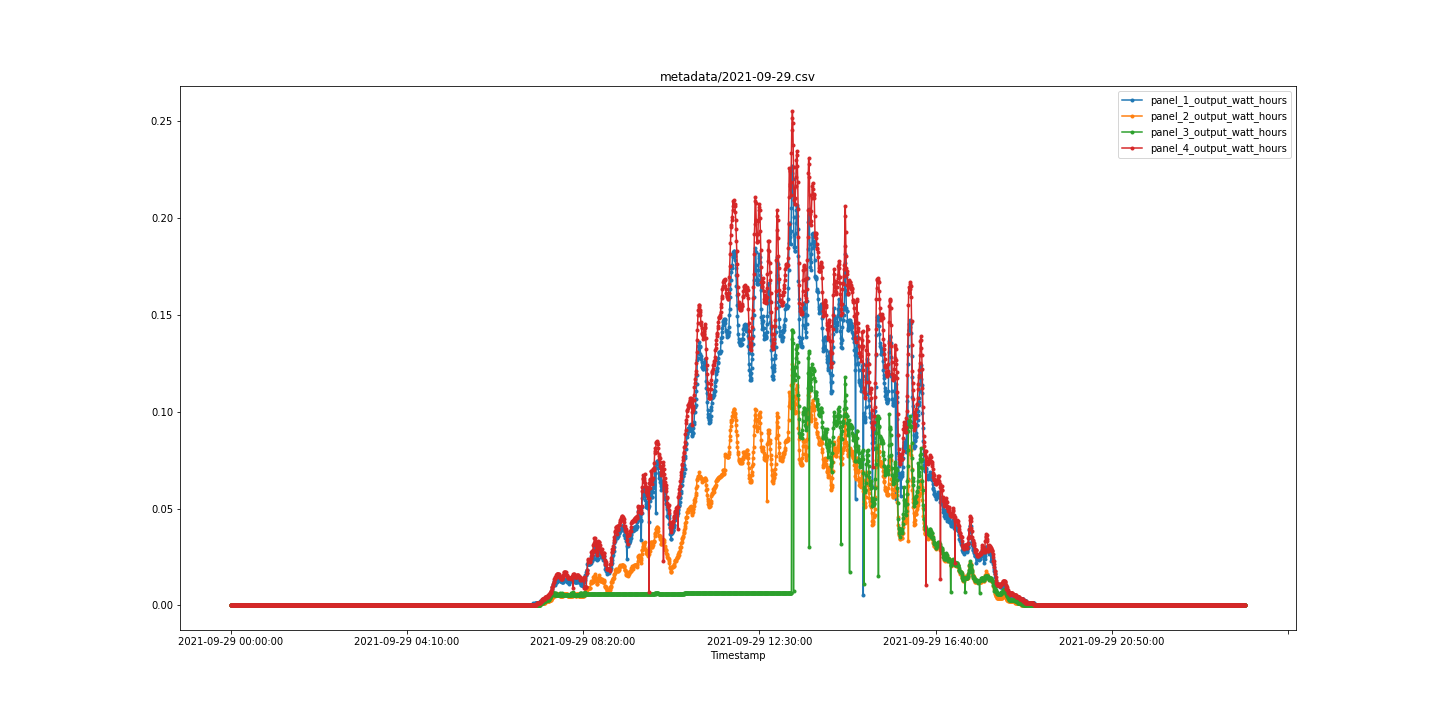 metadata/2021-09-29.csv
panel_1_output_watt_hours
panel_2_output_watt_hours
panel_3_output_watt_hours
panel_4_output_watt_hours
0.25
0.20
0.15
0.10
0.05
0.00
2021-09-29 00:00:00 2021-09-29 04:10:00 2021-09-29 08:20:00 2021-09-29 12:30:00 2021-09-29 16:40:00 2021-09-29 20:50:00
Timestamp